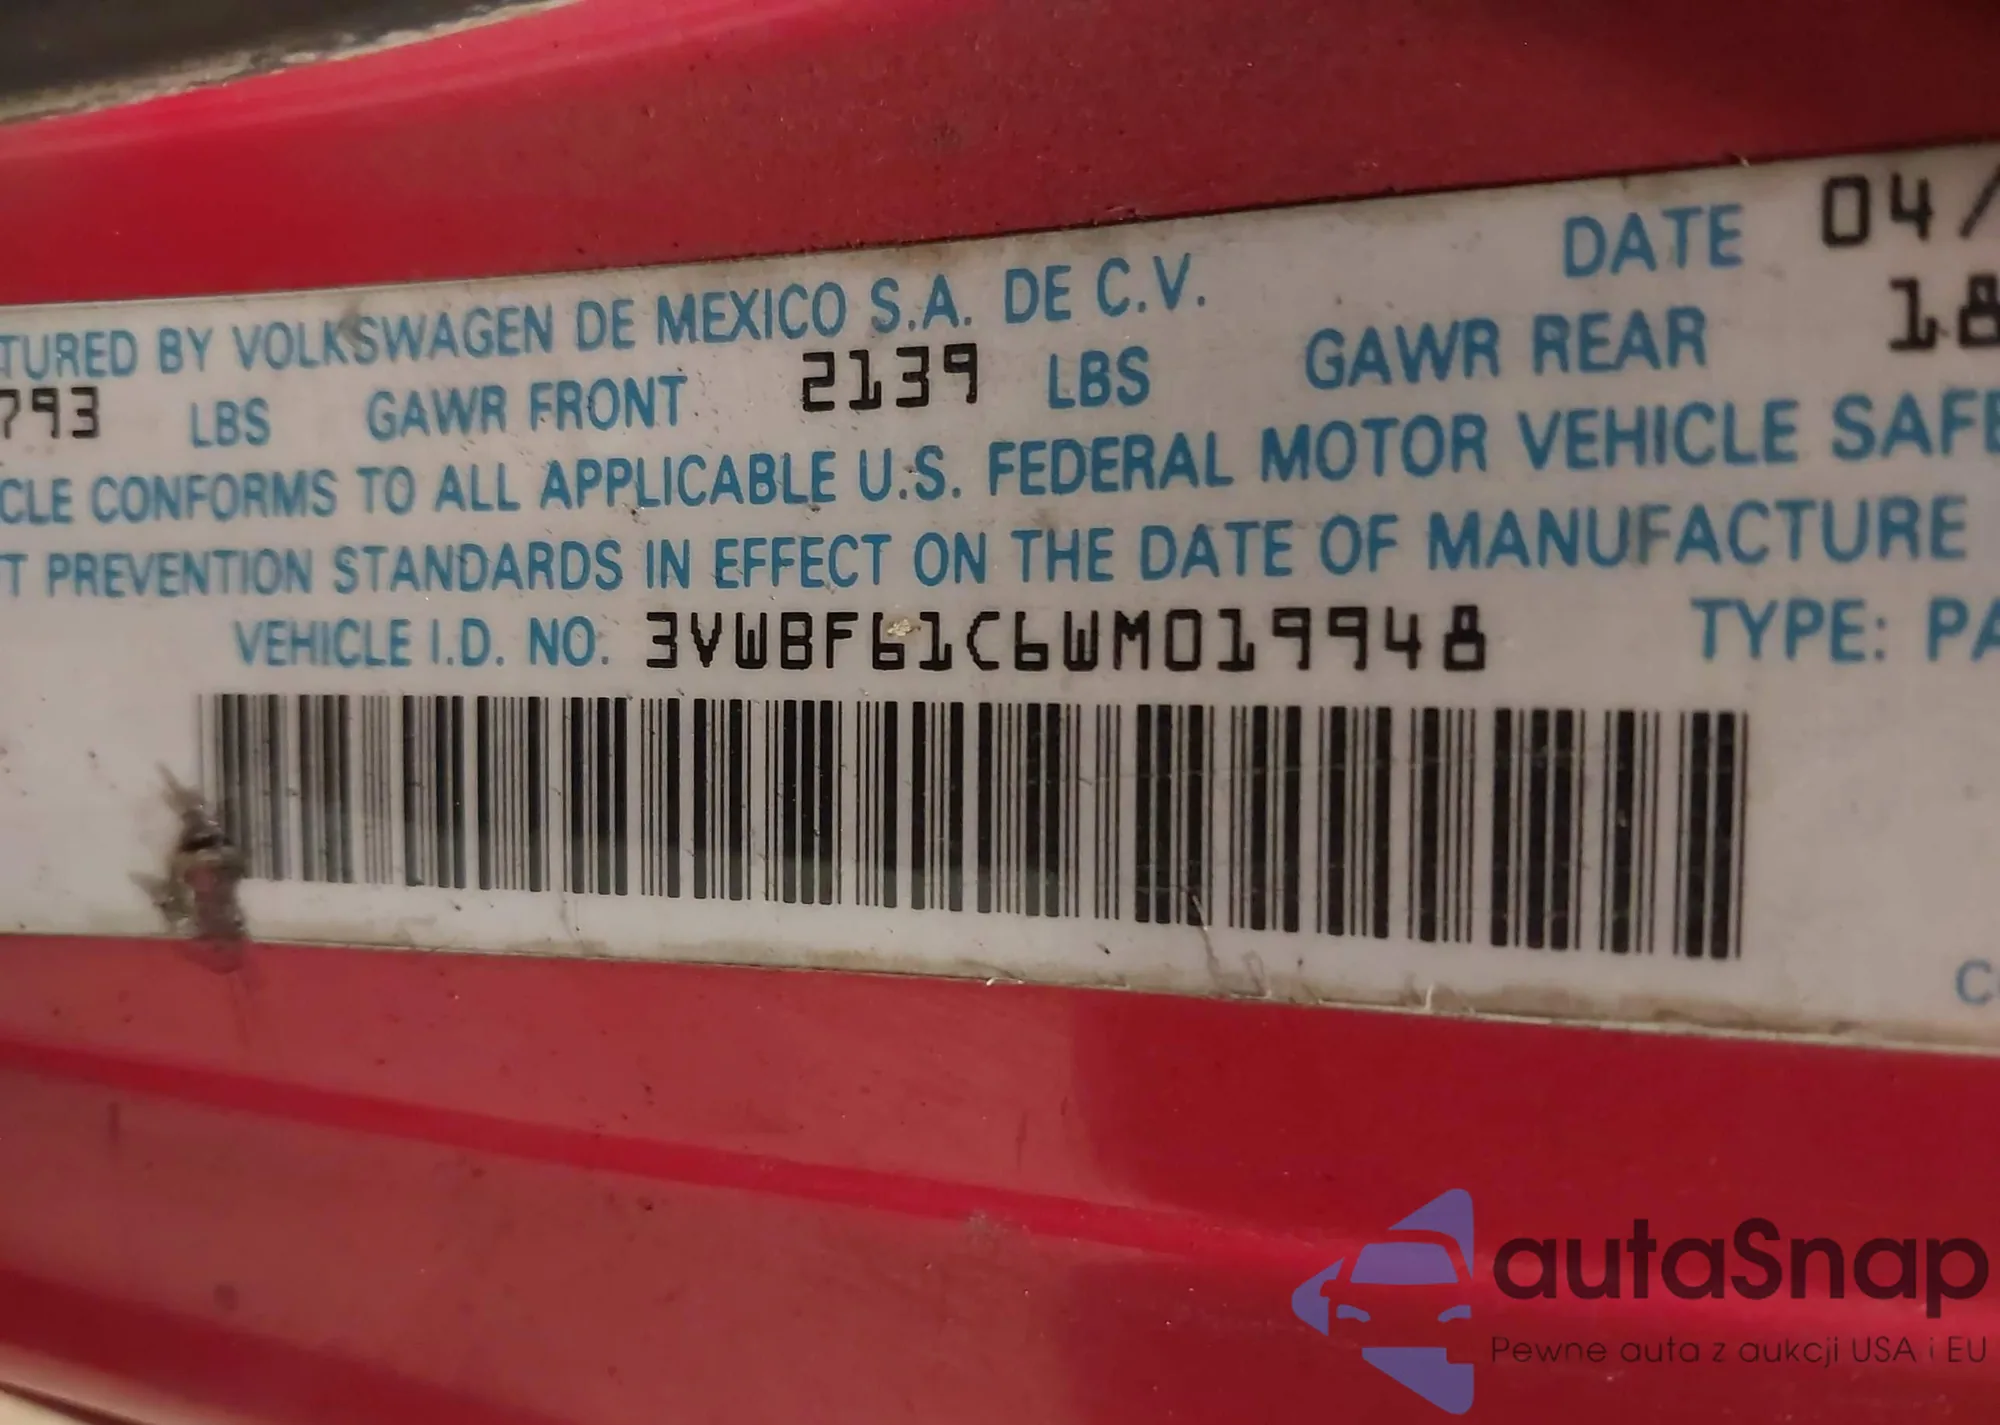 DATE 04/
TURED BY VOLKSWAGEN DE MEXICO S.A. DE C.V.
793 LBS GAWR FRONT 2139 LBS GAWR REAR 18
CLE CONFORMS TO ALL APPLICABLE U.S. FEDERAL MOTOR VEHICLE SAFE
T PREVENTION STANDARDS IN EFFECT ON THE DATE OF MANUFACTURE
VEHICLE I.D. NO: 3VWBF61C6WM019948 TYPE: PA
C
autaSnap
Pewne auta z aukcji USA i EU